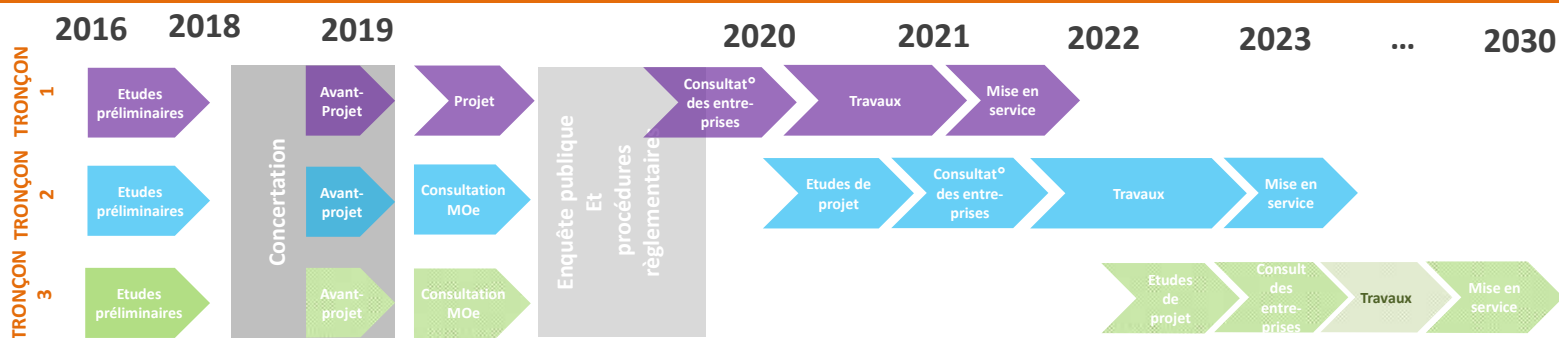 2016 2018 2019 2020 2021 2022 2023 ... 2030
TRONÇON
1
Etudes
préliminaires
Avant-
Projet
Projet
Consultat°
des entre-
prises
Travaux
Mise en
service
Concertation
Enquête publique
Et
procédures
règlementaires
TRONÇON
2
Etudes
préliminaires
Avant-
projet
Consultation
MOe
Etudes de
projet
Consultat°
des entre-
prises
Travaux
Mise en
service
TRONÇON
3
Etudes
préliminaires
Avant-
projet
Consultation
MOe
Etudes
de
projet
Consult
des
entre-
prises
Travaux
Mise en
service